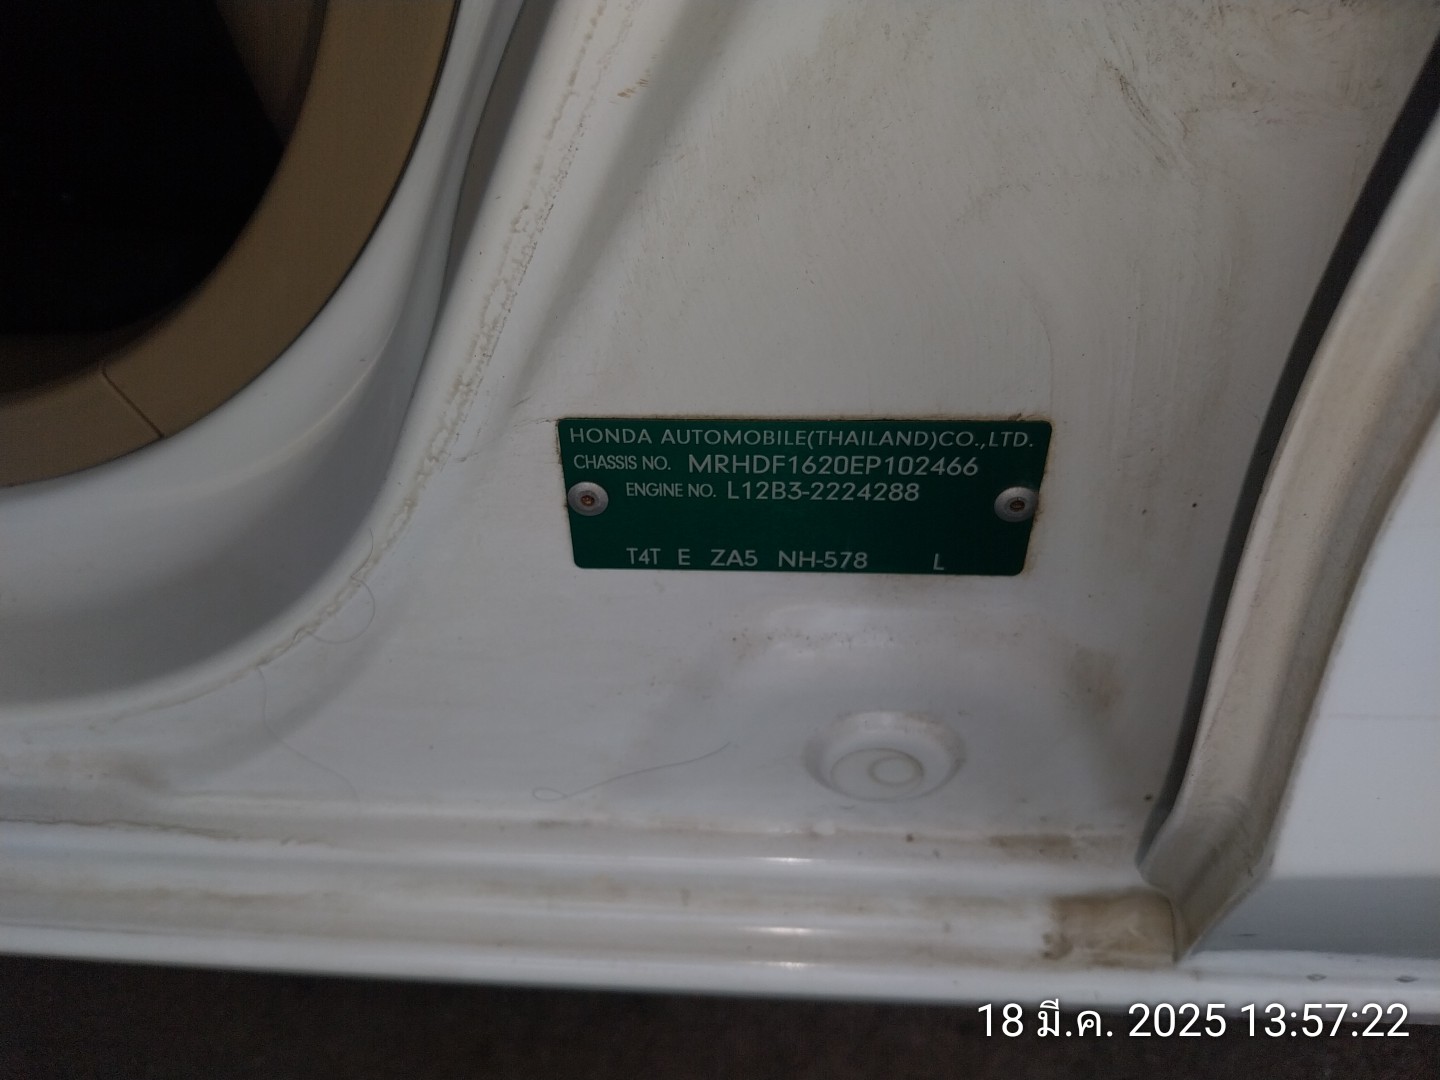 HONDA AUTOMOBILE(THAILAND)CO.,LTD.
CHASSIS NO. MRHDF1620EP102466
ENGINE NO. L12B3-2224288
T4T E ZA5 NH-578 L
18 มี.ค. 2025 13:57:22